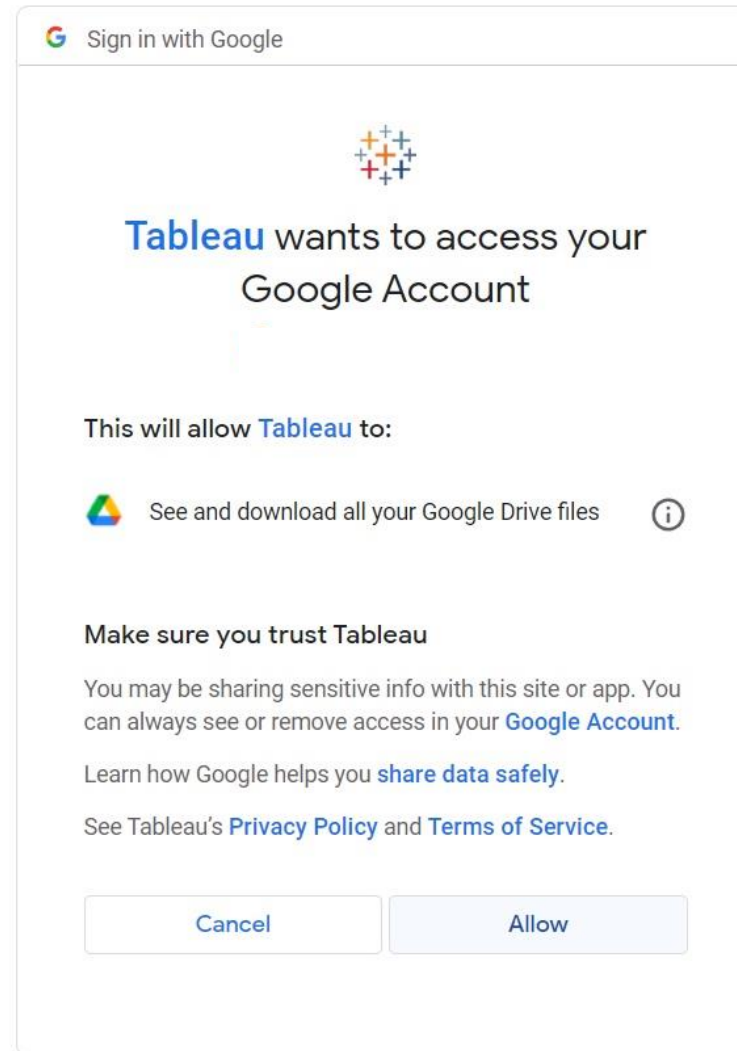 Sign in with Google
Tableau wants to access your
Google Account
This will allow Tableau to:
See and download all your Google Drive files
Make sure you trust Tableau
You may be sharing sensitive info with this site or app. You
can always see or remove access in your Google Account.
Learn how Google helps you share data safely.
See Tableau's Privacy Policy and Terms of Service.
Cancel
Allow